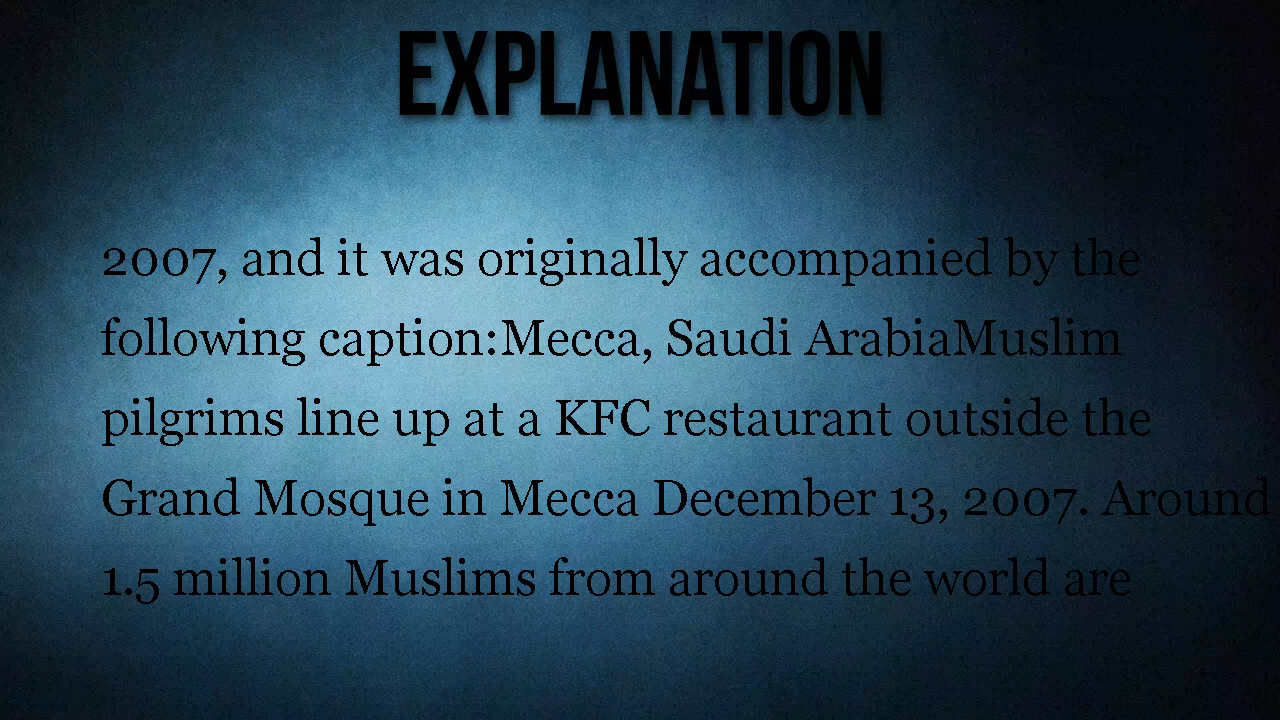 EXPLANATION
2007, and it was originally accompanied by the
following caption:Mecca, Saudi ArabiaMuslim
pilgrims line up at a KFC restaurant outside the
Grand Mosque in Mecca December 13, 2007. Around
1.5 million Muslims from around the world are